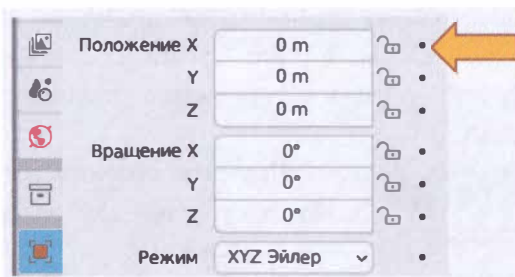 Положение X 0 m
Y 0 m
Z 0 m
Вращение X 0°
Y 0°
Z 0°
Режим XYZ Эйлер